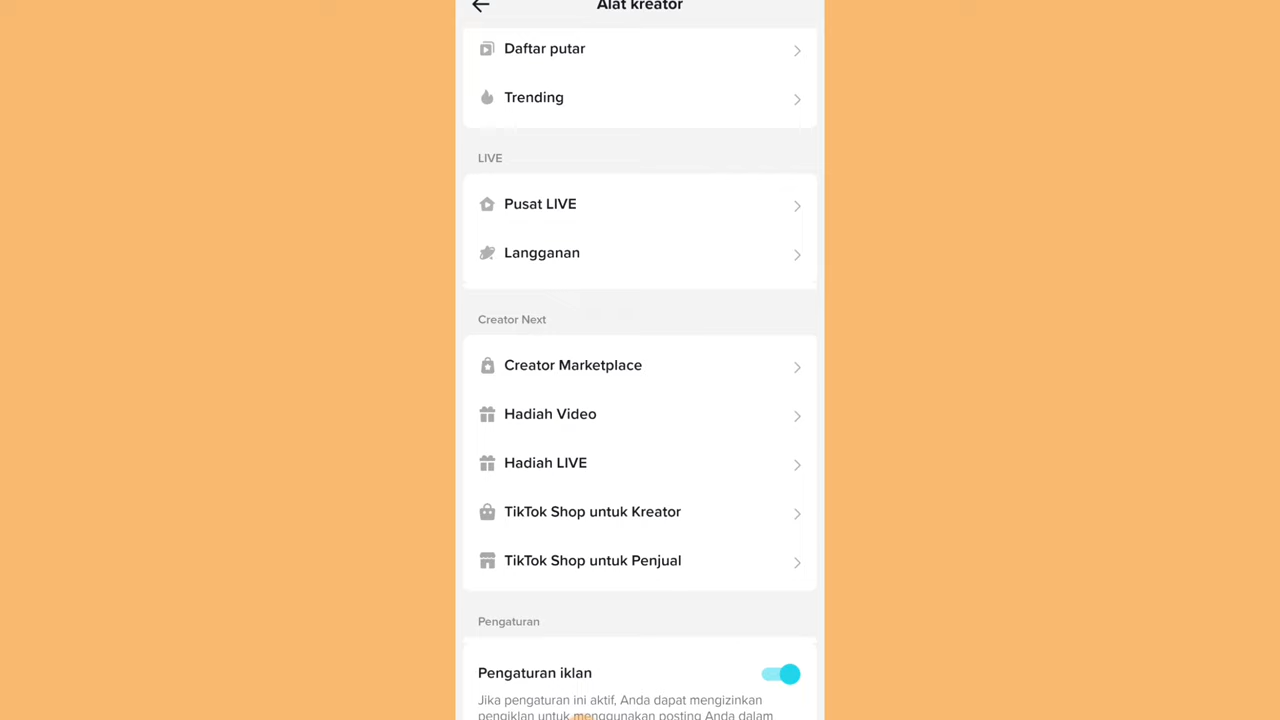 Alat kreator
Daftar putar
Trending
LIVE
Pusat LIVE
Langganan
Creator Next
Creator Marketplace
Hadiah Video
Hadiah LIVE
TikTok Shop untuk Kreator
TikTok Shop untuk Penjual
Pengaturan
Pengaturan iklan
Jika pengaturan ini aktif, Anda dapat mengizinkan
pengiklan untuk menggunakan posting Anda dalam